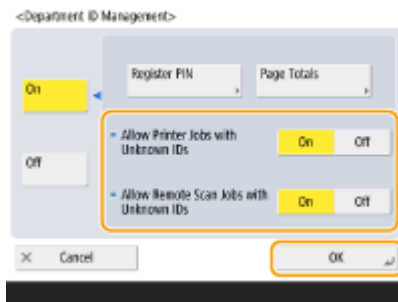 <Department ID Management>
Register PIN
Page Totals
On
Allow Printer Jobs with
Unknown IDs
On
Off
Off
Allow Remote Scan Jobs with
Unknown IDs
On
Off
Cancel
OK